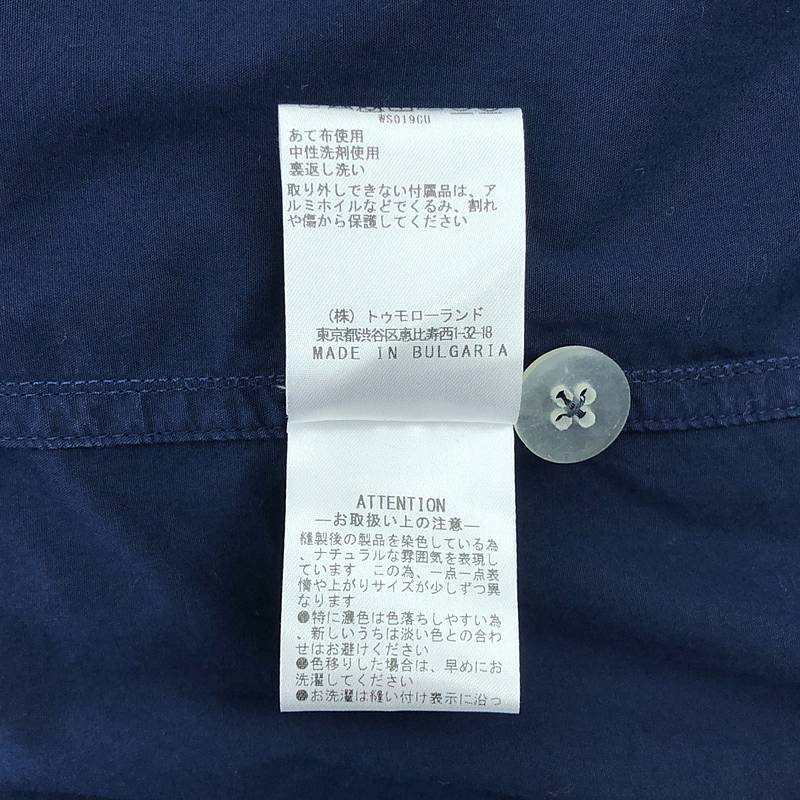 WS019CU
あて布使用
中性洗剤使用
裏返し洗い
取り外しできない付属品は、ア
ルミホイルなどでくるみ、割れ
や傷から保護してください
(株) トゥモローランド
東京都渋谷区恵比寿西1-32-18
MADE IN BULGARIA
ATTENTION
―お取扱い上の注意―
縫製後の製品を染色している為
、ナチュラルな雰囲気を表現し
ています この為、一点一点表
情や上がりサイズが少しずつ異
なります
●特に濃色は色落ちしやすい為
、新しいうちは淡い色との合わ
せはお避けください
●色移りした場合は、早めにお
洗濯してください
●お洗濯は縫い付け表示に沿っ